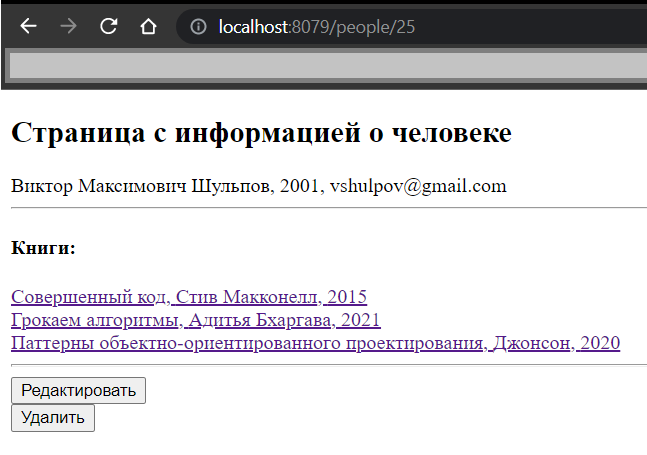 localhost:8079/people/25
Страница с информацией о человеке
Виктор Максимович Шульпов, 2001, vshulpov@gmail.com
Книги:
Совершенный код, Стив Макконелл, 2015
Грокаем алгоритмы, Адитья Бхаргава, 2021
Паттерны объектно-ориентированного проектирования, Джонсон, 2020
Редактировать
Удалить